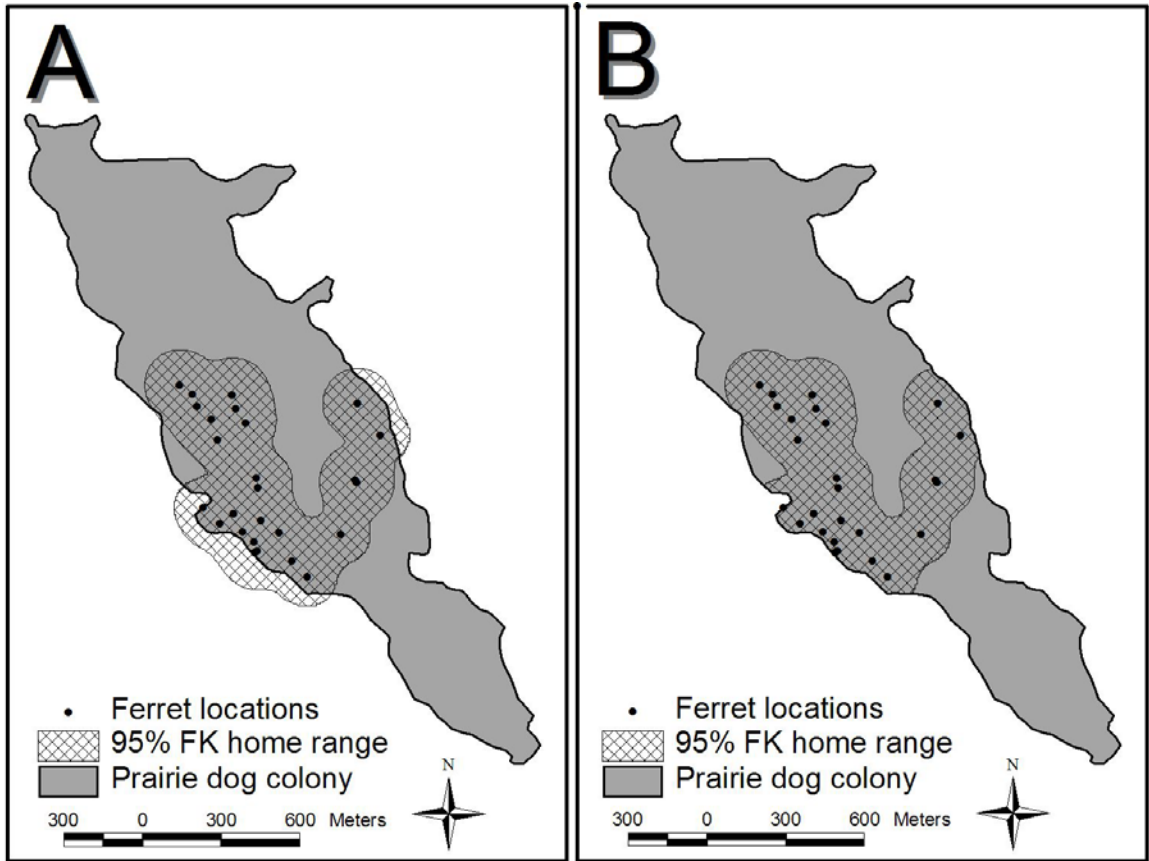 A
Ferret locations
95% FK home range
Prairie dog colony
N
300 0 300 600 Meters
B
Ferret locations
95% FK home range
Prairie dog colony
N
300 0 300 600 Meters